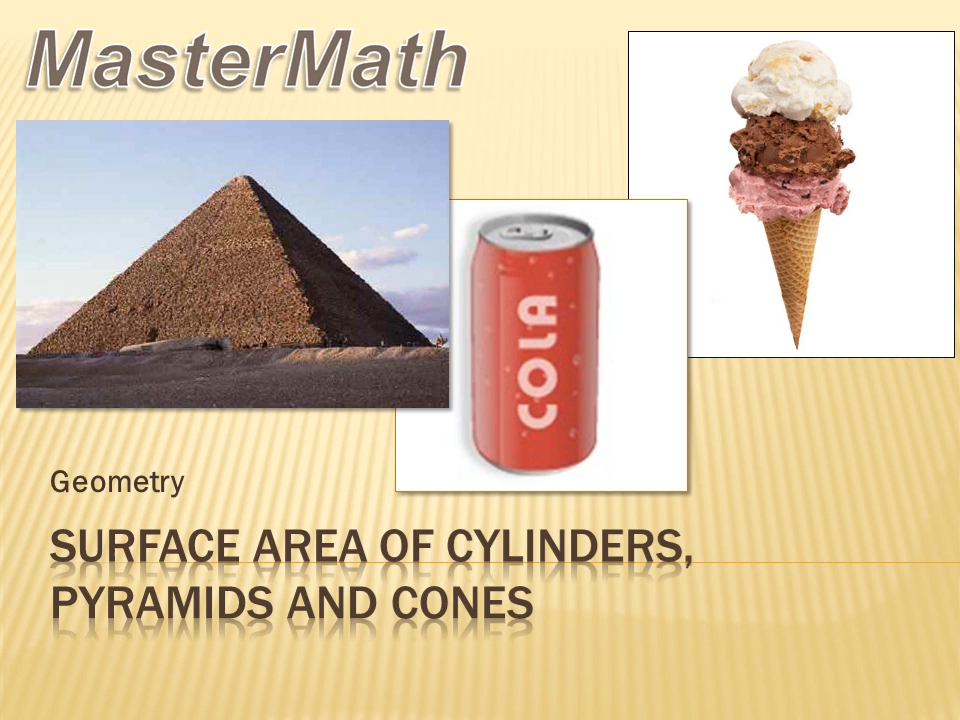 MasterMath
COLA
Geometry
SURFACE AREA OF CYLINDERS,
PYRAMIDS AND CONES